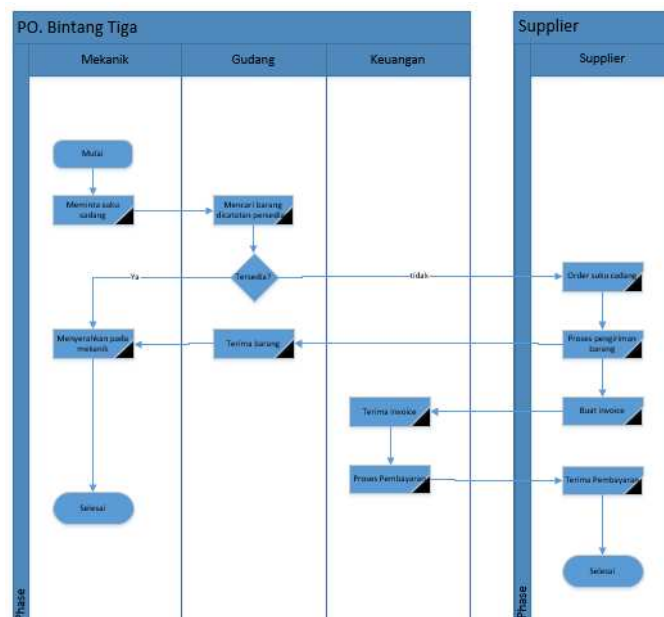 PO. Bintang Tiga
Supplier
Mekanik
Gudang
Keuangan
Supplier
Mulai
Meminta suku
cadang
Mencari barang
dicatatan persedia
Tersedia?
Ya
tidak
Order suku cadang
Menyerahkan pada
mekanik
Terima barang
Proses pengiriman
barang
Terima invoice
Buat invoice
Proses Pembayaran
Terima Pembayaran
Selesai
Selesai
Phase
Phase